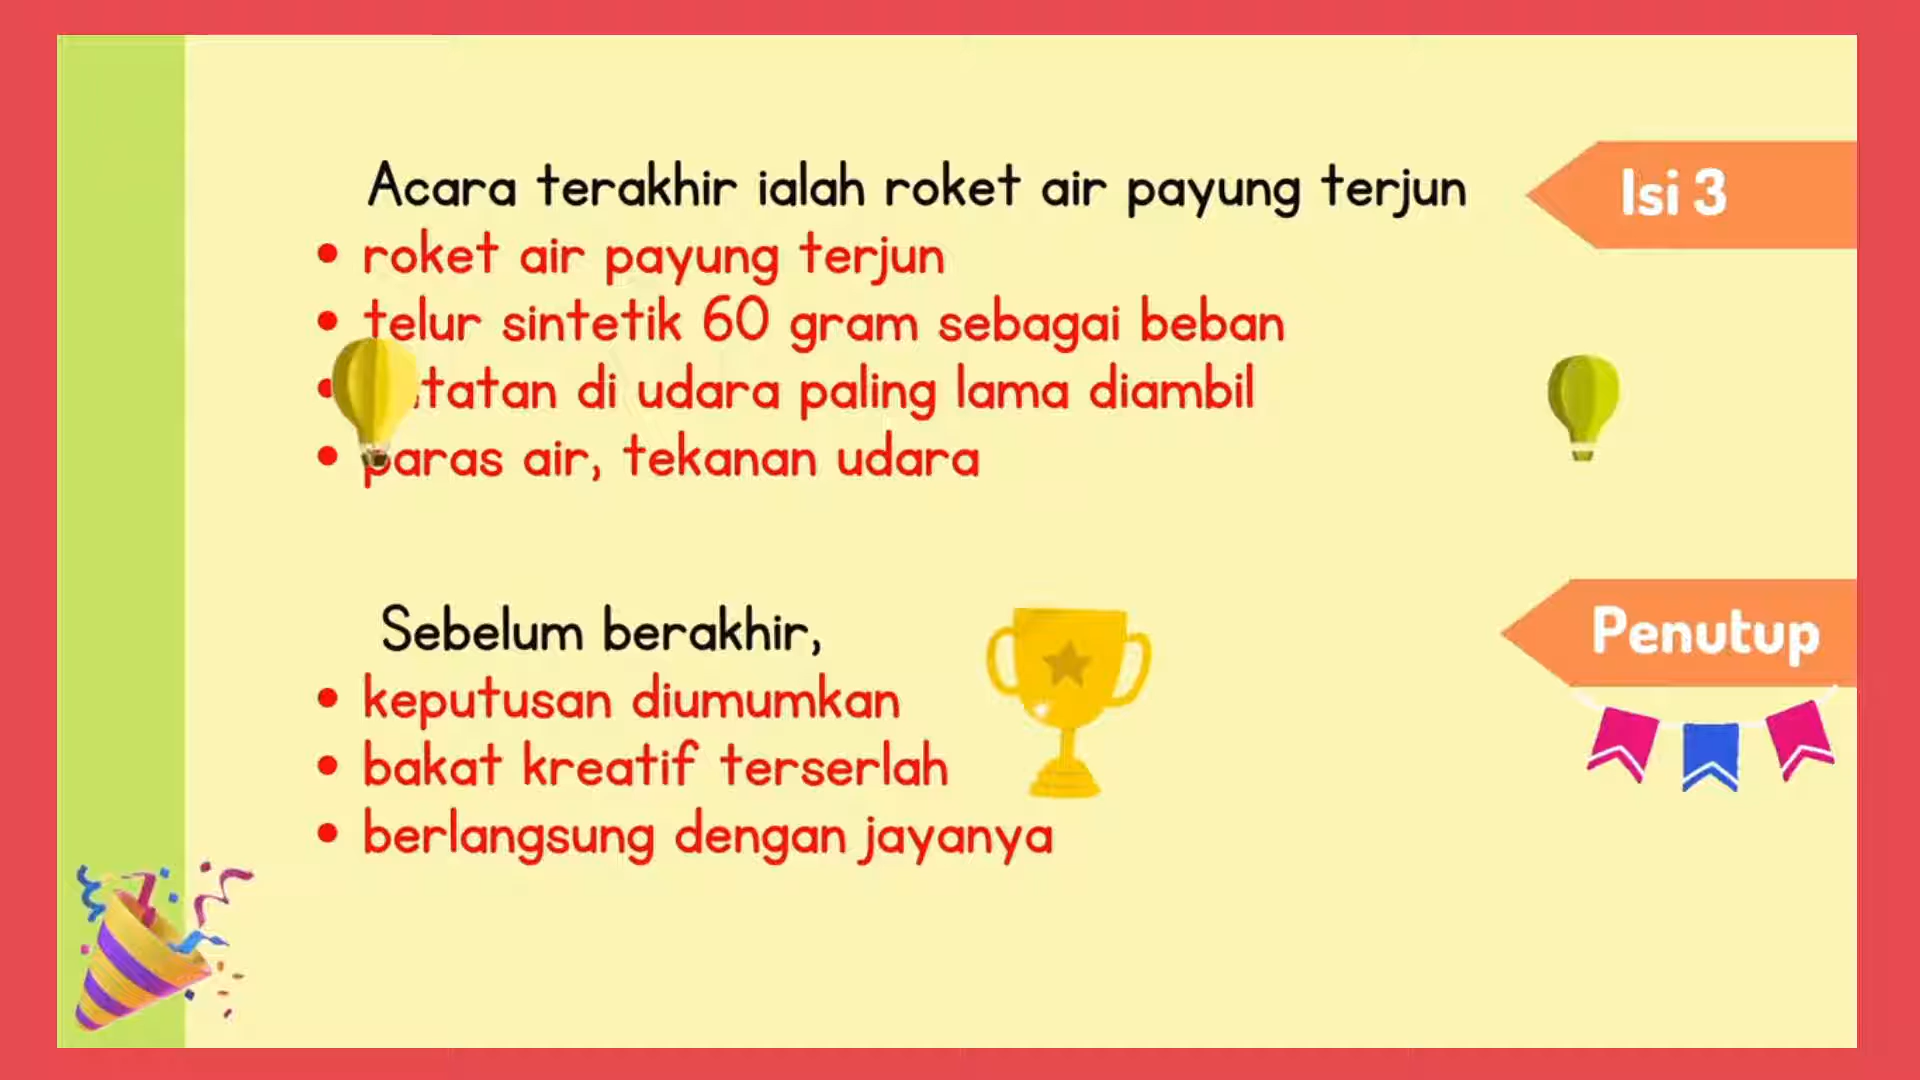 Acara terakhir ialah roket air payung terjun
Isi 3
• roket air payung terjun
• telur sintetik 60 gram sebagai beban
• di udara paling lama diambil
• paras air, tekanan udara
Sebelum berakhir,
Penutup
• keputusan diumumkan
• bakat kreatif terserlah
• berlangsung dengan jayanya